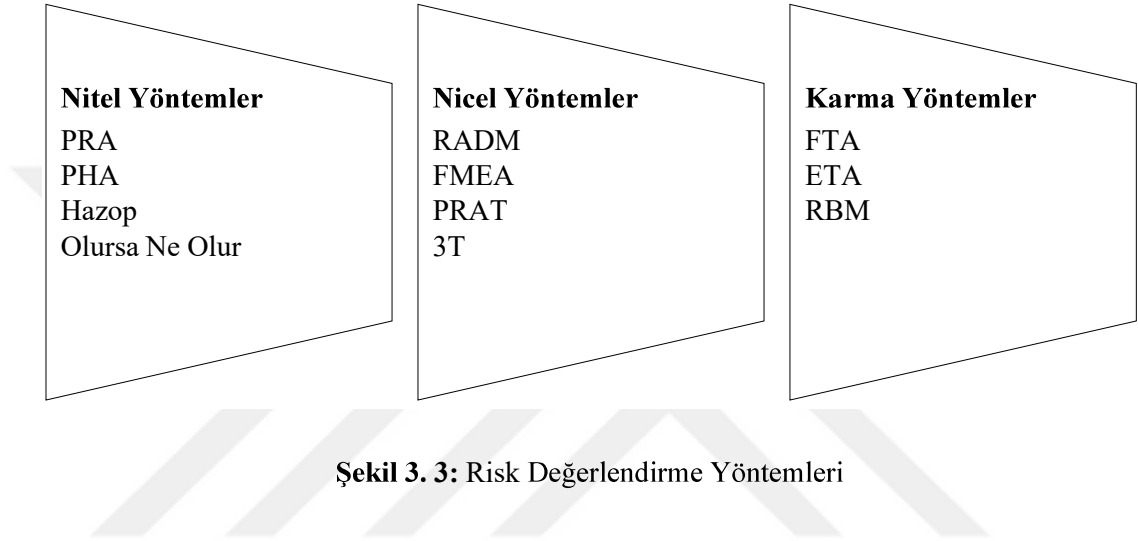 Nitel Yöntemler
PRA
PHA
Hazop
Olursa Ne Olur
Nicel Yöntemler
RADM
FMEA
PRAT
3T
Karma Yöntemler
FTA
ETA
RBM
Şekil 3. 3: Risk Değerlendirme Yöntemleri